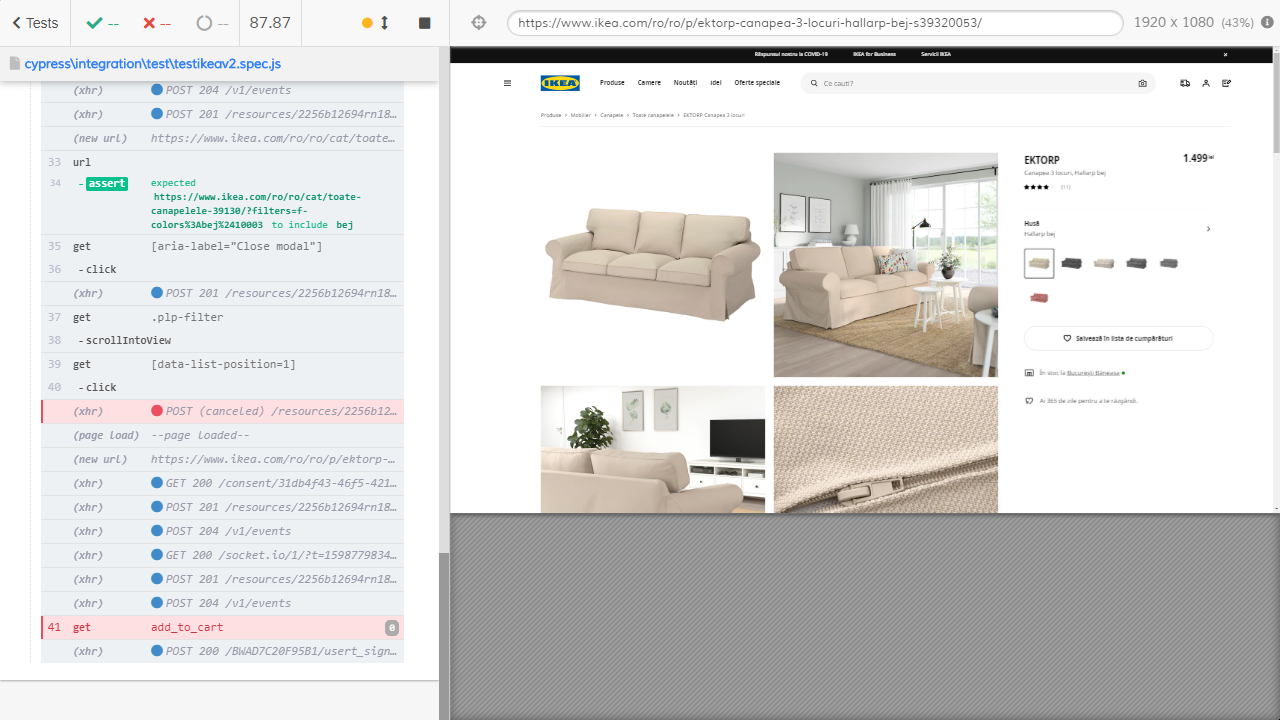 Tests
--
--
--
87.87
https://www.ikea.com/ro/ro/p/ektorp-canapea-3-locuri-hallarp-bej-s39320053/
1920 x 1080 (43%)
cypress\integration\test\testikeav2.spec.js
(xhr) POST 204 /v1/events
(xhr) POST 201 /resources/2256b11694rn18…
(new url) https://www.ikea.com/ro/ro/cat/toate…
33 url
34 -assert expected
https://www.ikea.com/ro/ro/cat/toate-
canapelele-39130/?filters=f-
colors%3Abej%2410003 to include bej
35 get [aria-label="Close modal"]
36 -click
(xhr) POST 201 /resources/2256b12694rn18…
37 get .plp-filter
38 -scrollIntoView
39 get [data-list-position=1]
40 -click
(xhr) POST (canceled) /resources/2256b12…
(page load) --page loaded--
(new url) https://www.ikea.com/ro/ro/p/ektorp-…
(xhr) GET 200 /consent/31db4f43-46f5-421…
(xhr) POST 201 /resources/2256b11694rn18…
(xhr) POST 204 /v1/events
(xhr) GET 200 /socket.io/1/?t=1598779834…
(xhr) POST 201 /resources/2256b12694rn18…
(xhr) POST 204 /v1/events
41 get add_to_cart 0
(xhr) POST 200 /BWAD7C20F95B1/usert_sign…
Răspunsul nostru la COVID-19 IKEA for Business Servicii IKEA
IKEA Produse Camere Noutăți Idei Oferte speciale Ce cauți?
Produse > Mobilier > Canapele > Toate canapelele > EKTORP Canapea 3 locuri
EKTORP 1.499 lei
Canapea 3 locuri, Hallarp bej
(11)
Husă
Hallarp bej
Salvează în lista de cumpărături
În stoc la București Băneasa
Ai 365 de zile pentru a te răzgândi.